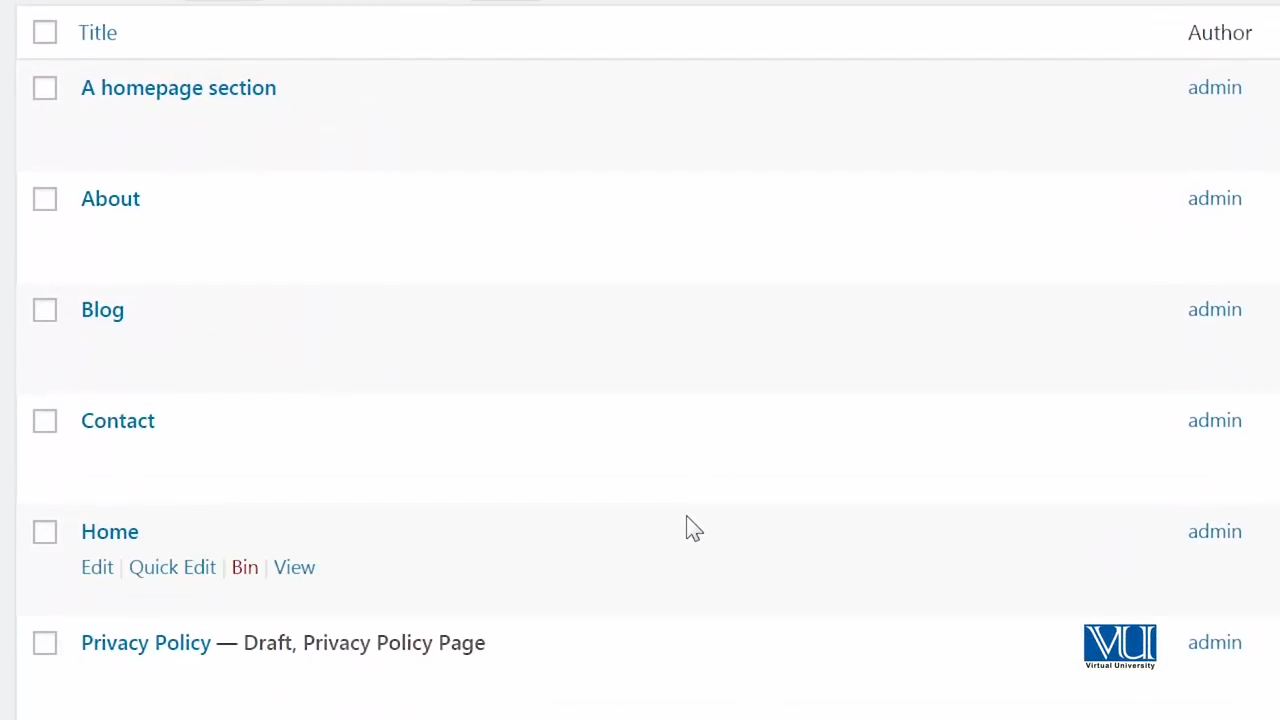 Title Author
A homepage section admin
About admin
Blog admin
Contact admin
Home admin
Edit | Quick Edit | Bin | View
Privacy Policy — Draft, Privacy Policy Page admin
VU
Virtual University